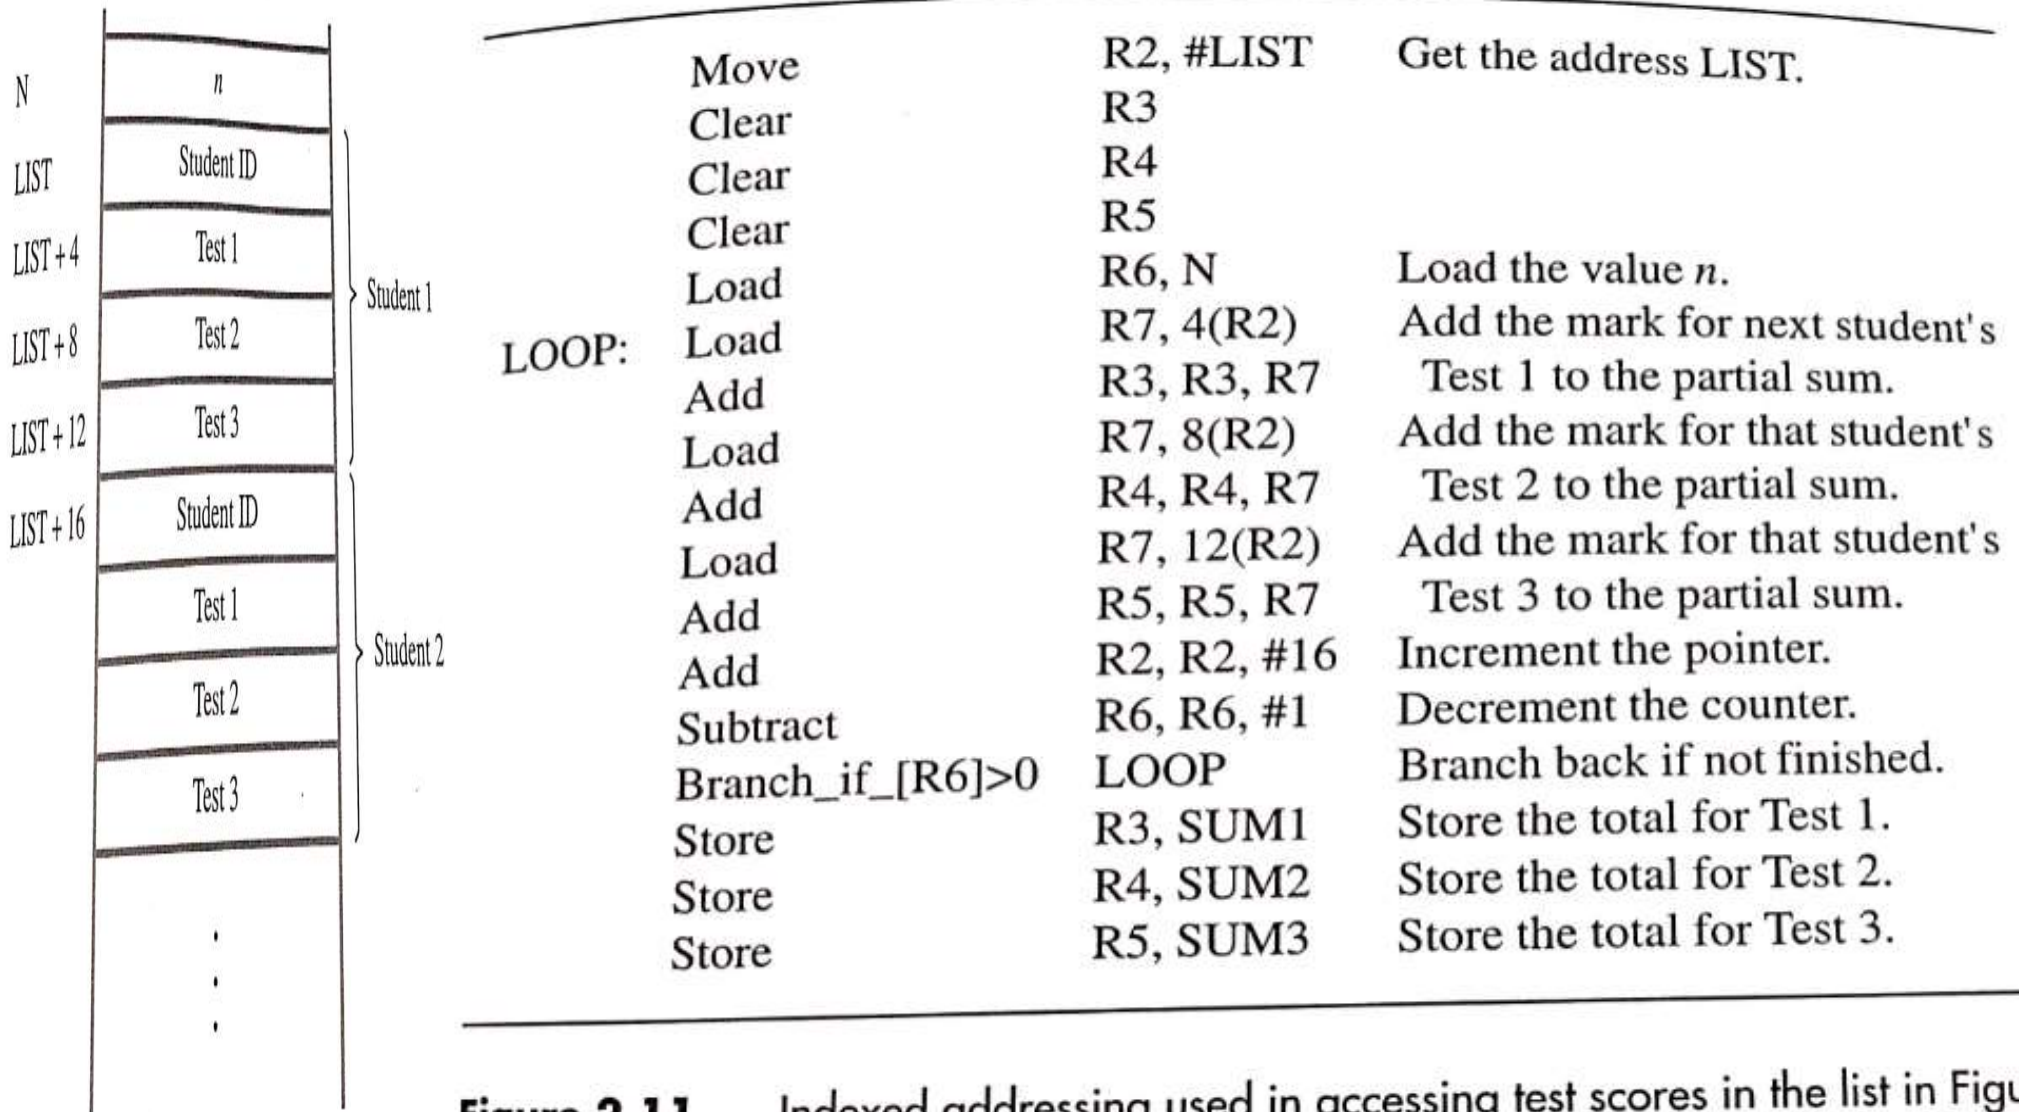 N n
LIST Student ID
LIST+4 Test 1
Student 1
LIST+8 Test 2
LIST+12 Test 3
LIST+16 Student ID
Test 1
Student 2
Test 2
Test 3
Move R2, #LIST Get the address LIST.
Clear R3
Clear R4
Clear R5
Load R6, N Load the value n.
LOOP: Load R7, 4(R2) Add the mark for next student's
Add R3, R3, R7 Test 1 to the partial sum.
Load R7, 8(R2) Add the mark for that student's
Add R4, R4, R7 Test 2 to the partial sum.
Load R7, 12(R2) Add the mark for that student's
Add R5, R5, R7 Test 3 to the partial sum.
Add R2, R2, #16 Increment the pointer.
Subtract R6, R6, #1 Decrement the counter.
Branch_if_[R6]>0 LOOP Branch back if not finished.
Store R3, SUM1 Store the total for Test 1.
Store R4, SUM2 Store the total for Test 2.
Store R5, SUM3 Store the total for Test 3.
Figure 2.11 Indexed addressing used in accessing test scores in the list in